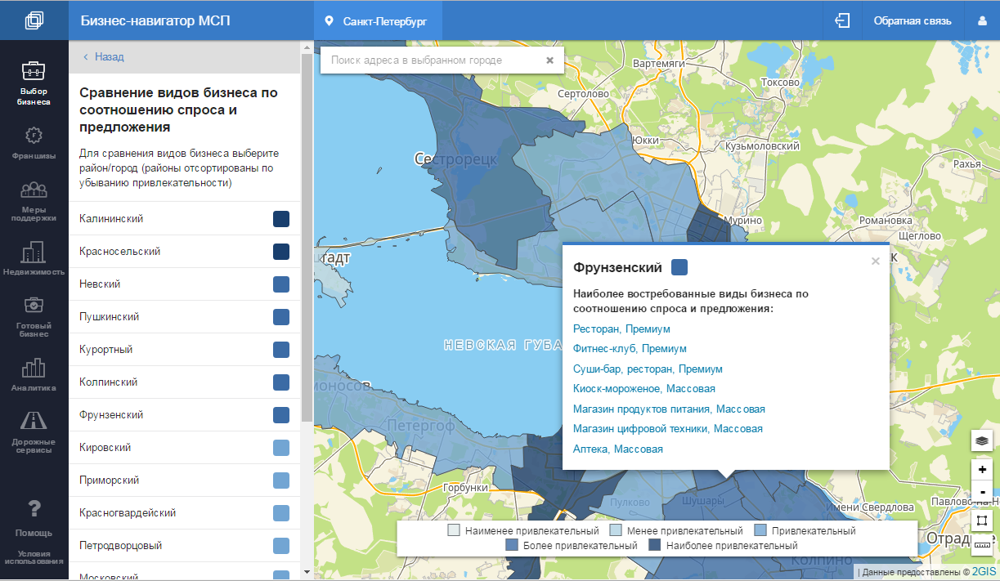 Бизнес-навигатор МСП
Санкт-Петербург
Обратная связь
Выбор
бизнеса
Франшизы
Меры
поддержки
Недвижимость
Готовый
бизнес
Аналитика
Дорожные
сервисы
Помощь
Условия
использования
Назад
Сравнение видов бизнеса по
соотношению спроса и
предложения
Для сравнения видов бизнеса выберите
район/город (районы отсортированы по
убыванию привлекательности)
Калининский
Красносельский
Невский
Пушкинский
Курортный
Колпинский
Фрунзенский
Кировский
Приморский
Красногвардейский
Петродворцовый
Московский
Поиск адреса в выбранном городе
Вартемяги
Токсово
Сертолово
Юкки
Кузьмоловский
Сестрорецк
Рахья
Мурино
Романовка
Щеглово
гадт
к
НЕВСКАЯ ГУБА
моносов
Петергоф
Горбунки
Пулково
Шушары
Имени Свердлова
Павлово-на-Не
Отрадное
Колпино
Фрунзенский
Наиболее востребованные виды бизнеса по
соотношению спроса и предложения:
Ресторан, Премиум
Фитнес-клуб, Премиум
Суши-бар, ресторан, Премиум
Киоск-мороженое, Массовая
Магазин продуктов питания, Массовая
Магазин цифровой техники, Массовая
Аптека, Массовая
+
-
Наименее привлекательный
Менее привлекательный
Привлекательный
Более привлекательный
Наиболее привлекательный
| Данные предоставлены © 2GIS